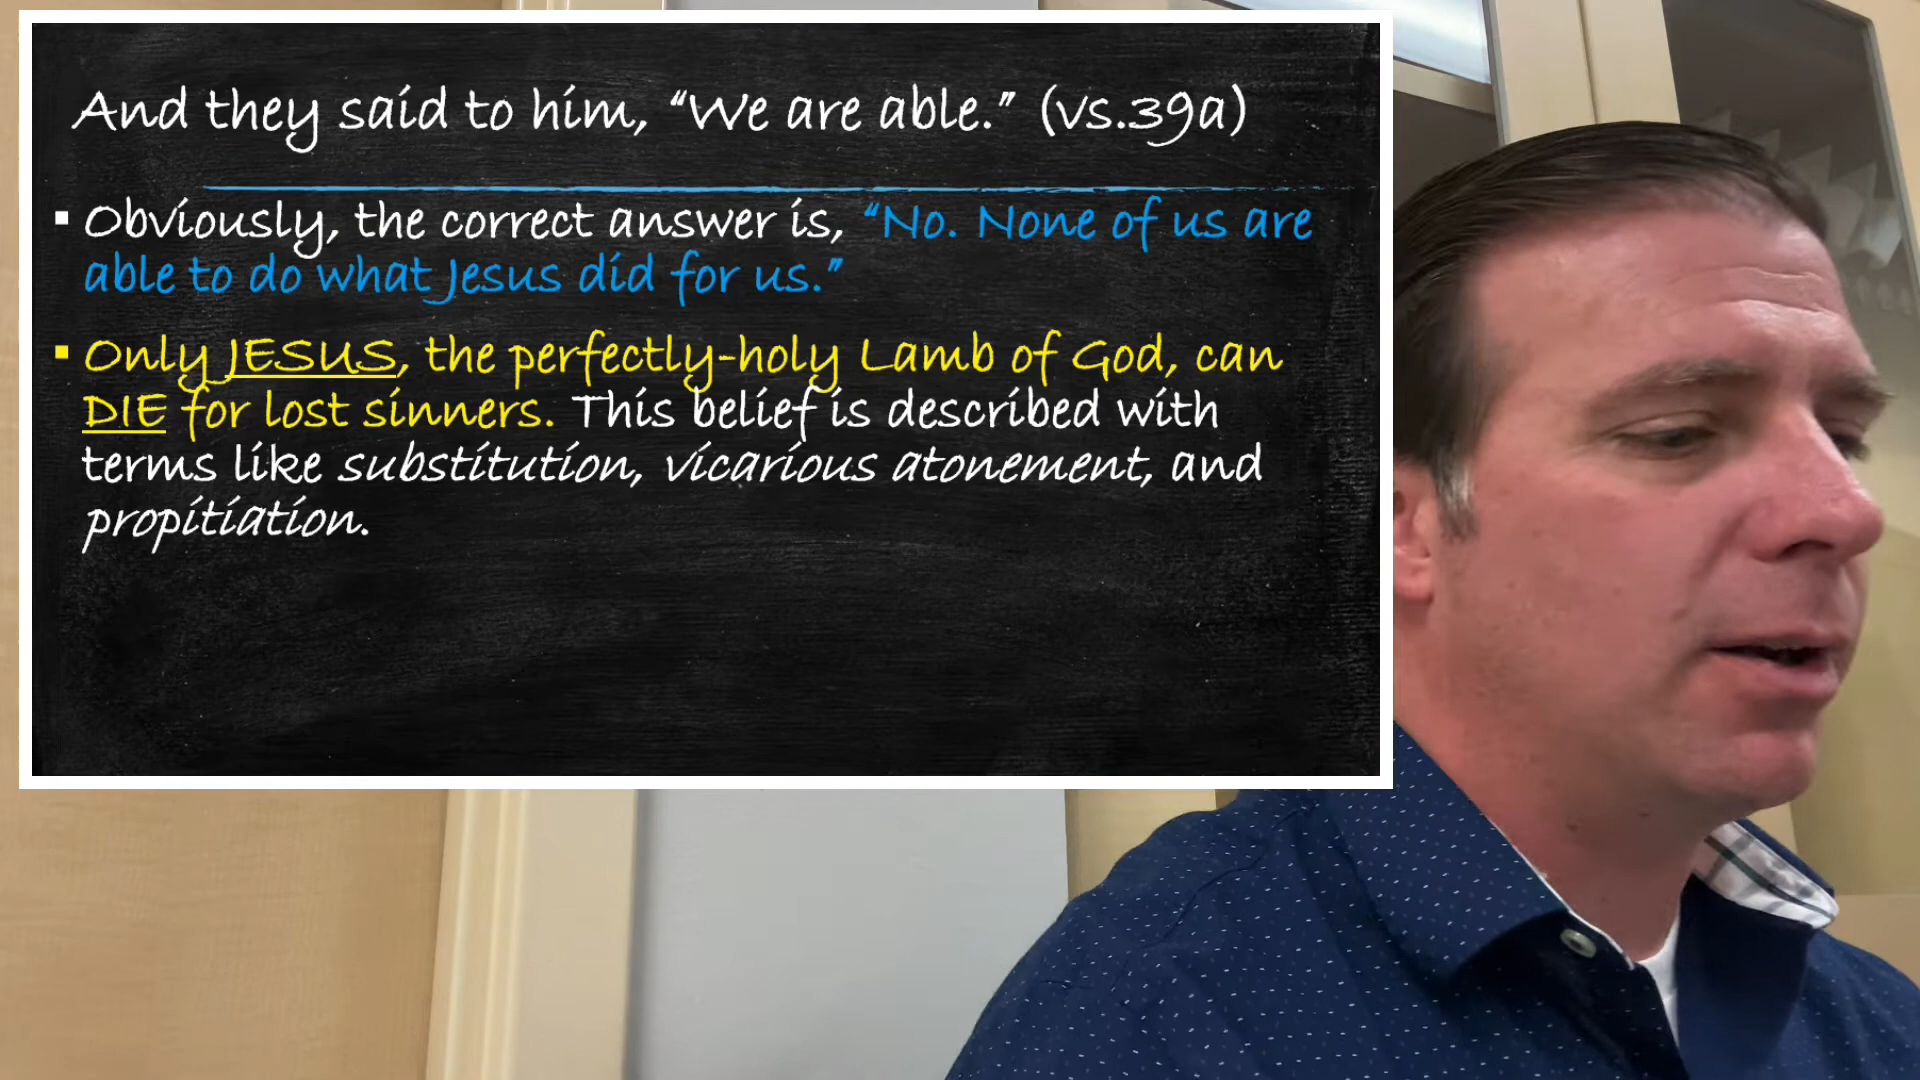 And they said to him, “We are able.” (vs.39a)
▪ Obviously, the correct answer is, “No. None of us are
able to do what Jesus did for us.”
▪ Only JESUS, the perfectly-holy Lamb of God, can
DIE for lost sinners. This belief is described with
terms like substitution, vicarious atonement, and
propitiation.